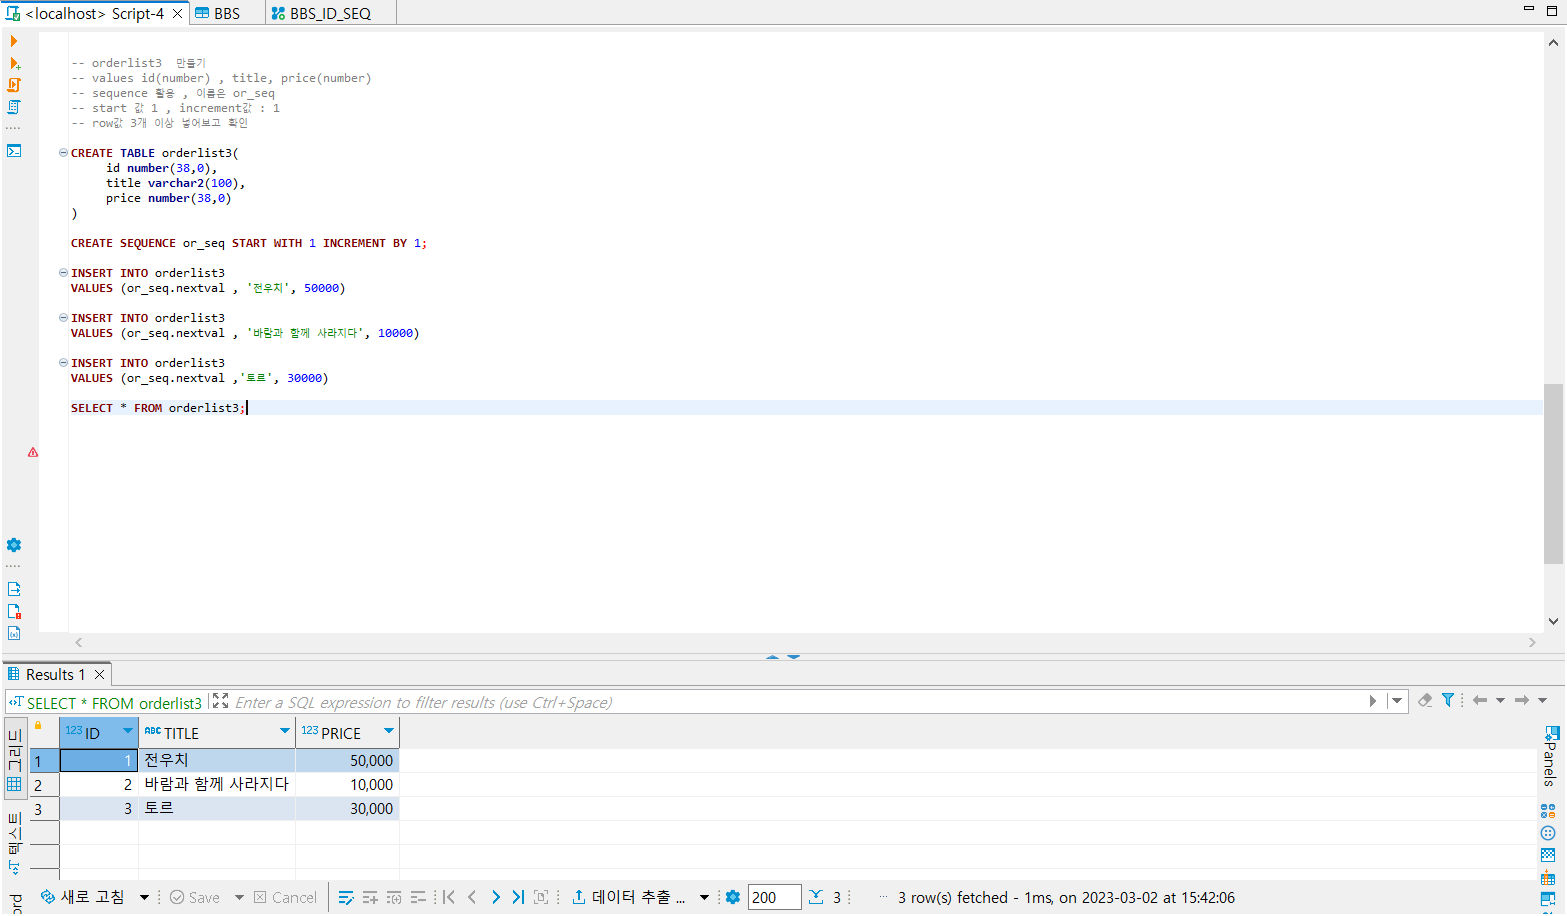 <localhost> Script-4
BBS
BBS_ID_SEQ
-- orderlist3  만들기
-- values id(number) , title, price(number)
-- sequence 활용 , 이름은 or_seq
-- start 값 1 , increment값 : 1
-- row값 3개 이상 넣어보고 확인
CREATE TABLE orderlist3(
id number(38,0),
title varchar2(100),
price number(38,0)
)
CREATE SEQUENCE or_seq START WITH 1 INCREMENT BY 1;
INSERT INTO orderlist3
VALUES (or_seq.nextval , '전우치', 50000)
INSERT INTO orderlist3
VALUES (or_seq.nextval , '바람과 함께 사라지다', 10000)
INSERT INTO orderlist3
VALUES (or_seq.nextval ,'토르', 30000)
SELECT * FROM orderlist3;
Results 1
SELECT * FROM orderlist3
Enter a SQL expression to filter results (use Ctrl+Space)
그리드
텍스트
123 ID
ABC TITLE
123 PRICE
1 1 전우치 50,000
2 2 바람과 함께 사라지다 10,000
3 3 토르 30,000
Panels
새로 고침
Save
Cancel
데이터 추출 ...
200
3
3 row(s) fetched - 1ms, on 2023-03-02 at 15:42:06